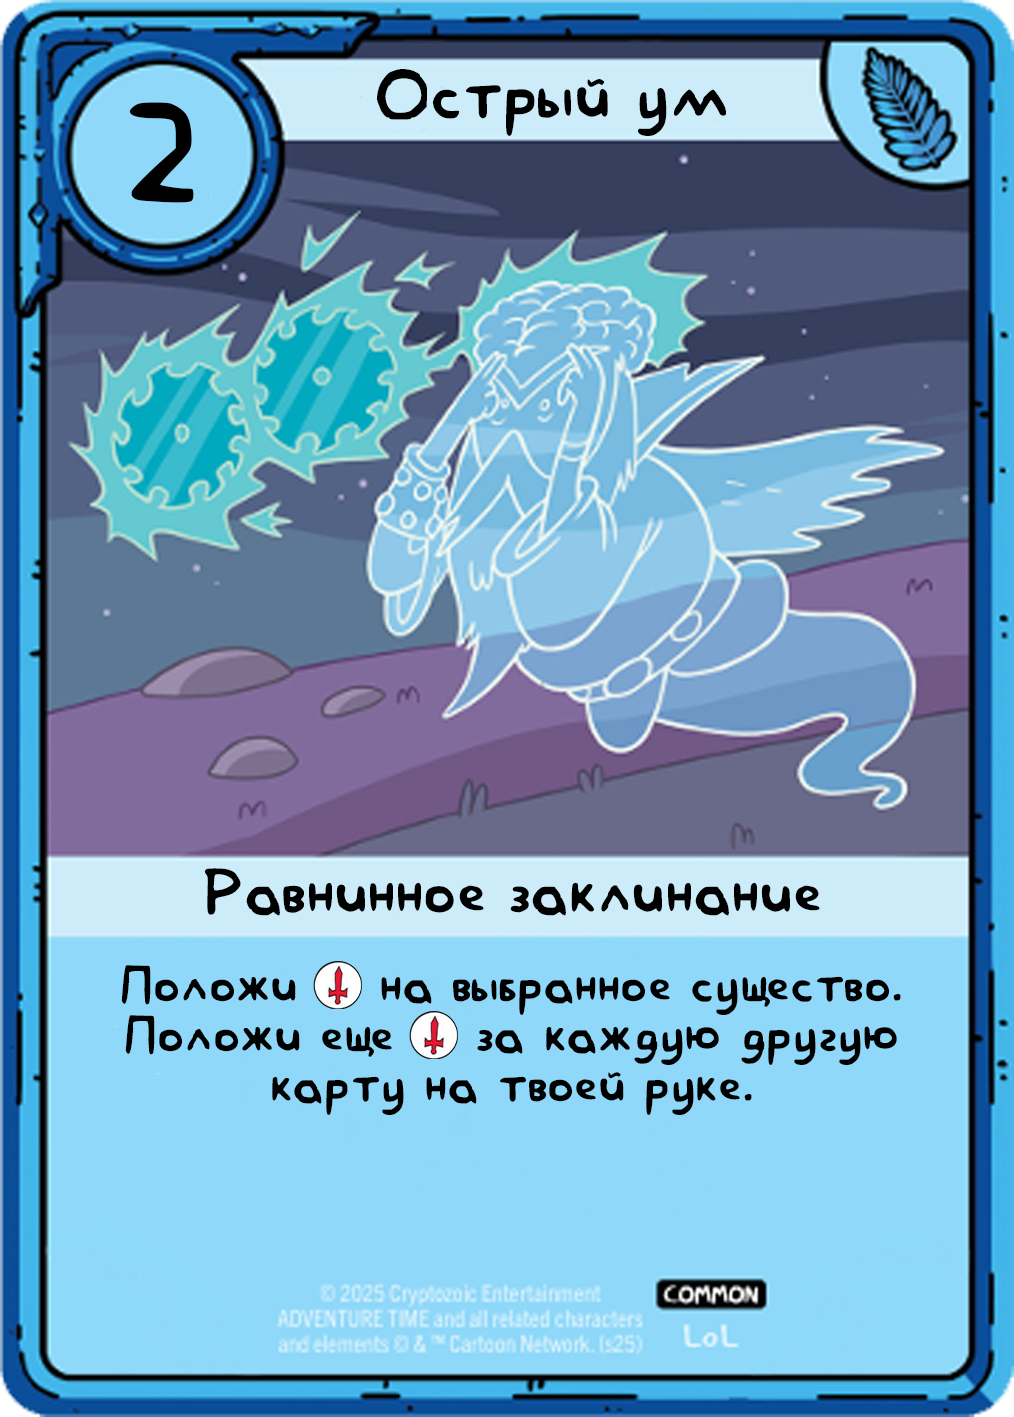 2
Острый ум
Равнинное заклинание
Положи на выбранное существо.
Положи еще за каждую другую
карту на твоей руке.
© 2025 Cryptozoic Entertainment
ADVENTURE TIME and all related characters
and elements © & ™ Cartoon Network. (s25)
COMMON
LoL